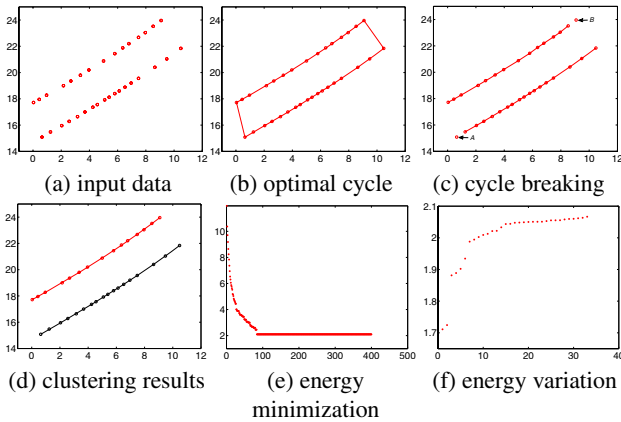 24 22 20 18 16 14
0 2 4 6 8 10 12
(a) input data
24 22 20 18 16 14
0 2 4 6 8 10 12
(b) optimal cycle
24 22 20 18 16 14
B
A
0 2 4 6 8 10 12
(c) cycle breaking
24 22 20 18 16 14
0 2 4 6 8 10 12
(d) clustering results
10 8 6 4 2
0 100 200 300 400 500
(e) energy
minimization
2.1 2 1.9 1.8 1.7
0 10 20 30 40
(f) energy variation